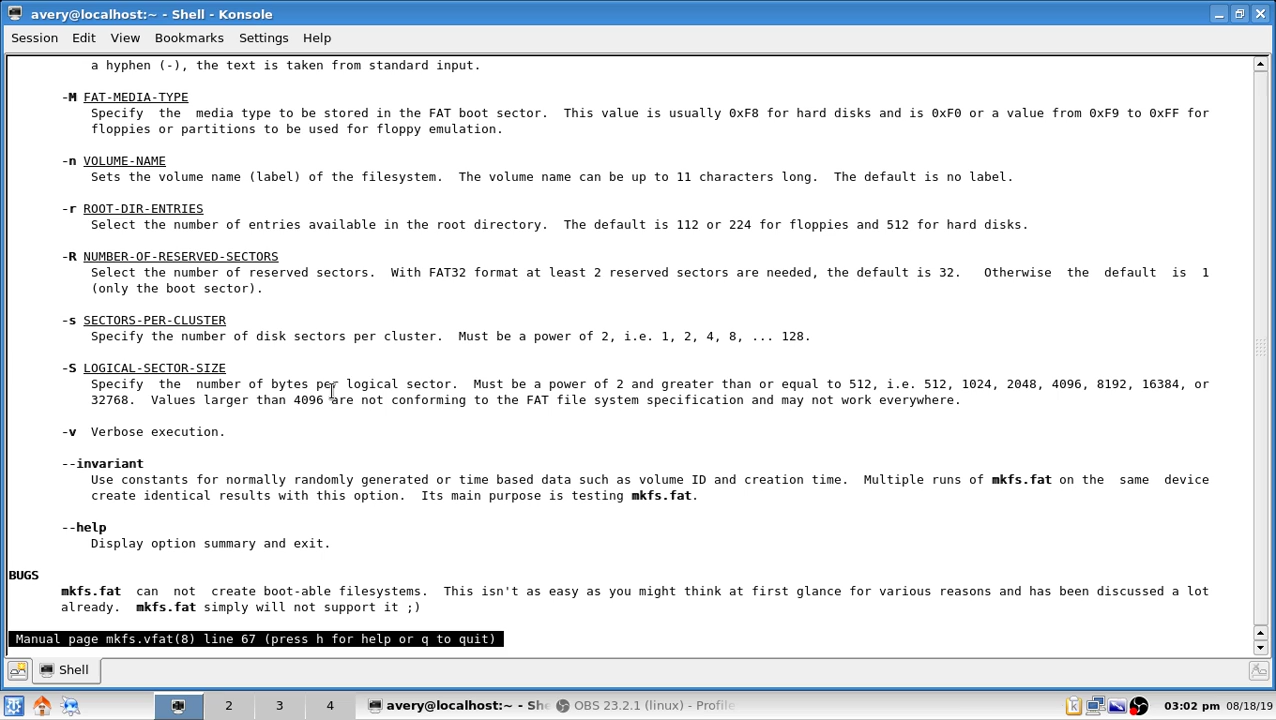 avery@localhost:~ - Shell - Konsole
Session Edit View Bookmarks Settings Help
a hyphen (-), the text is taken from standard input.
-M FAT-MEDIA-TYPE
Specify the media type to be stored in the FAT boot sector. This value is usually 0xF8 for hard disks and is 0xF0 or a value from 0xF9 to 0xFF for
floppies or partitions to be used for floppy emulation.
-n VOLUME-NAME
Sets the volume name (label) of the filesystem. The volume name can be up to 11 characters long. The default is no label.
-r ROOT-DIR-ENTRIES
Select the number of entries available in the root directory. The default is 112 or 224 for floppies and 512 for hard disks.
-R NUMBER-OF-RESERVED-SECTORS
Select the number of reserved sectors. With FAT32 format at least 2 reserved sectors are needed, the default is 32. Otherwise the default is 1
(only the boot sector).
-s SECTORS-PER-CLUSTER
Specify the number of disk sectors per cluster. Must be a power of 2, i.e. 1, 2, 4, 8, ... 128.
-S LOGICAL-SECTOR-SIZE
Specify the number of bytes per logical sector. Must be a power of 2 and greater than or equal to 512, i.e. 512, 1024, 2048, 4096, 8192, 16384, or
32768. Values larger than 4096 are not conforming to the FAT file system specification and may not work everywhere.
-v Verbose execution.
--invariant
Use constants for normally randomly generated or time based data such as volume ID and creation time. Multiple runs of mkfs.fat on the same device
create identical results with this option. Its main purpose is testing mkfs.fat.
--help
Display option summary and exit.
BUGS
mkfs.fat can not create boot-able filesystems. This isn't as easy as you might think at first glance for various reasons and has been discussed a lot
already. mkfs.fat simply will not support it ;)
Manual page mkfs.vfat(8) line 67 (press h for help or q to quit)
Shell
2 3 4 avery@localhost:~ - She OBS 23.2.1 (linux) - Profile 03:02 pm 08/18/19